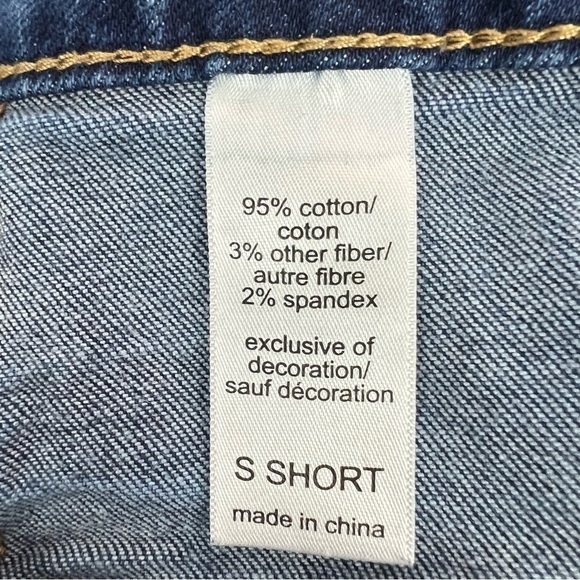 95% cotton/
coton
3% other fiber/
autre fibre
2% spandex
exclusive of
decoration/
sauf décoration
S SHORT
made in china